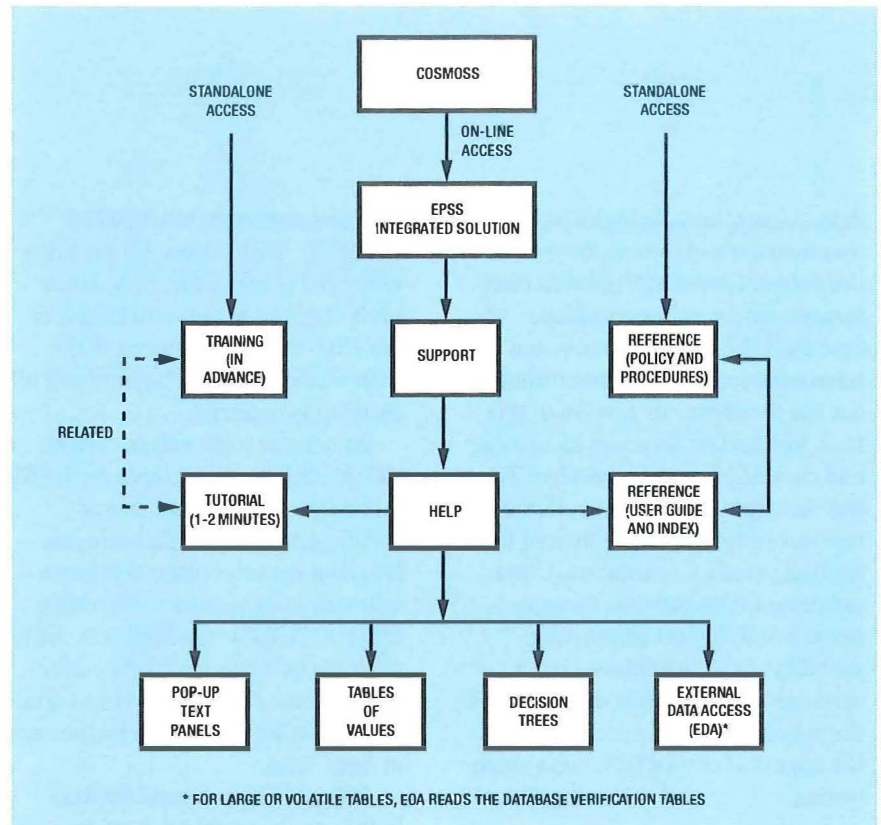 COSMOSS
STANDALONE
ACCESS
STANDALONE
ACCESS
ON-LINE
ACCESS
EPSS
INTEGRATED SOLUTION
TRAINING
(IN
ADVANCE)
SUPPORT
REFERENCE
(POLICY AND
PROCEDURES)
RELATED
TUTORIAL
(1-2 MINUTES)
HELP
REFERENCE
(USER GUIDE
ANO INDEX)
POP-UP
TEXT
PANELS
TABLES
OF
VALUES
DECISION
TREES
EXTERNAL
DATA ACCESS
(EDA)*
* FOR LARGE OR VOLATILE TABLES, EOA READS THE DATABASE VERIFICATION TABLES